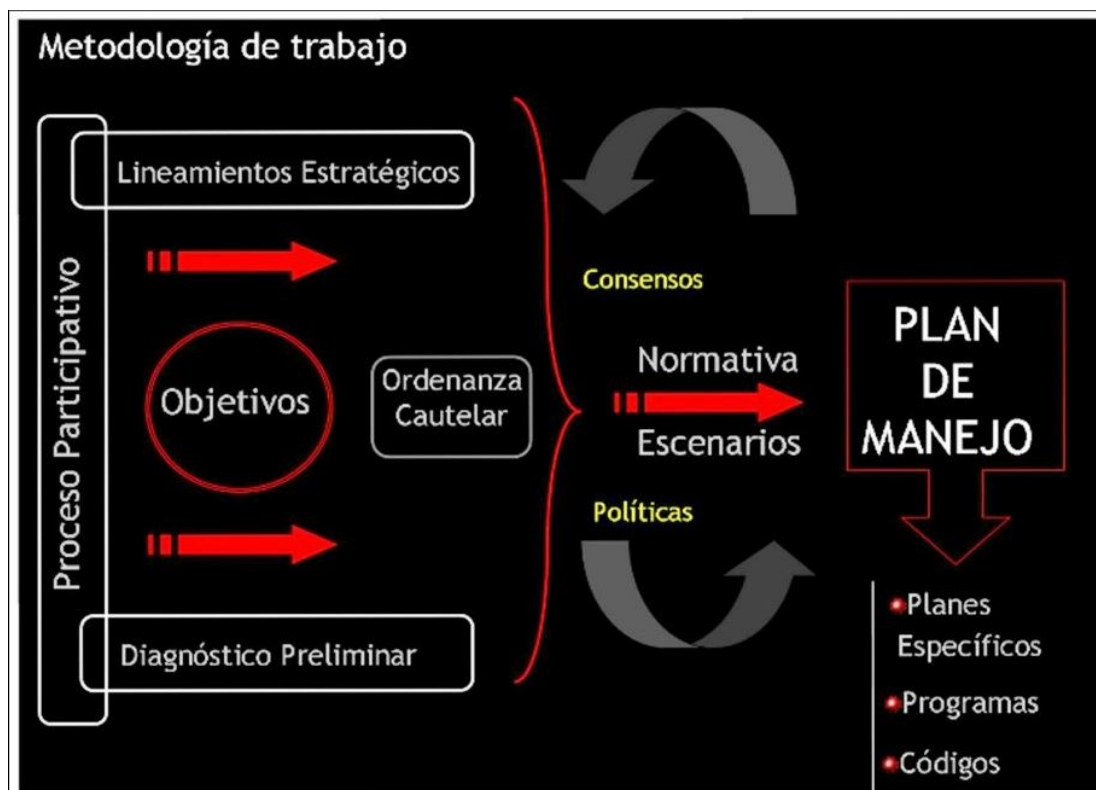 Metodología de trabajo
Proceso Participativo
Lineamientos Estratégicos
Objetivos
Ordenanza
Cautelar
Diagnóstico Preliminar
Consensos
Normativa
Escenarios
Políticas
PLAN
DE
MANEJO
Planes
Específicos
Programas
Códigos